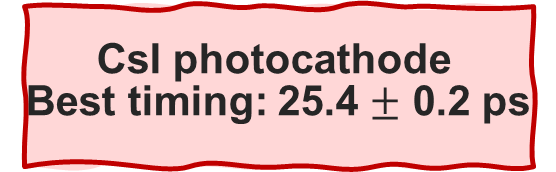 CsI photocathode
Best timing: 25.4 ± 0.2 ps